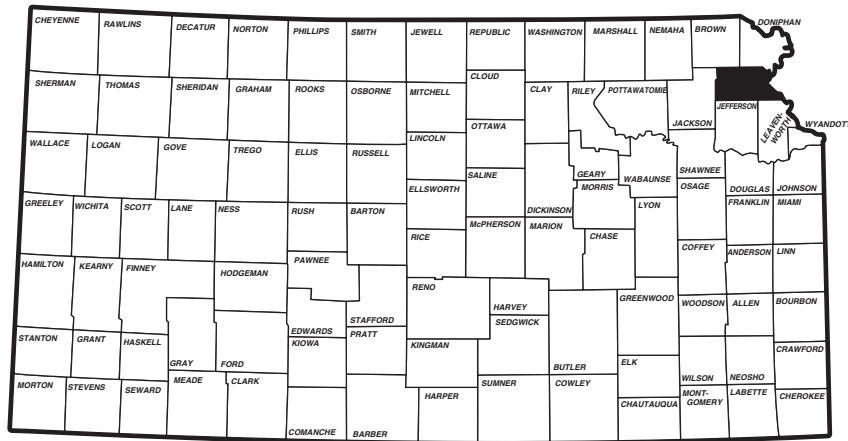 CHEYENNE
RAWLINS
DECATUR
NORTON
PHILLIPS
SMITH
JEWELL
REPUBLIC
WASHINGTON
MARSHALL
NEMAHA
BROWN
DONIPHAN
SHERMAN
THOMAS
SHERIDAN
GRAHAM
ROOKS
OSBORNE
MITCHELL
CLOUD
CLAY
RILEY
POTTAWATOMIE
JACKSON
JEFFERSON
LEAVEN-
WORTH
WYANDOTT
WALLACE
LOGAN
GOVE
TREGO
ELLIS
RUSSELL
LINCOLN
OTTAWA
SALINE
ELLSWORTH
DICKINSON
GEARY
MORRIS
WABAUNSE
SHAWNEE
OSAGE
DOUGLAS
JOHNSON
GREELEY
WICHITA
SCOTT
LANE
NESS
RUSH
BARTON
RICE
McPHERSON
MARION
CHASE
LYON
COFFEY
FRANKLIN
MIAMI
ANDERSON
LINN
HAMILTON
KEARNY
FINNEY
HODGEMAN
PAWNEE
STAFFORD
RENO
HARVEY
SEDGWICK
GREENWOOD
WOODSON
ALLEN
BOURBON
STANTON
GRANT
HASKELL
GRAY
FORD
EDWARDS
KIOWA
PRATT
KINGMAN
BUTLER
ELK
WILSON
NEOSHO
CRAWFORD
MORTON
STEVENS
SEWARD
MEADE
CLARK
COMANCHE
BARBER
HARPER
SUMNER
COWLEY
CHAUTAUQUA
MONT-
GOMERY
LABETTE
CHEROKEE